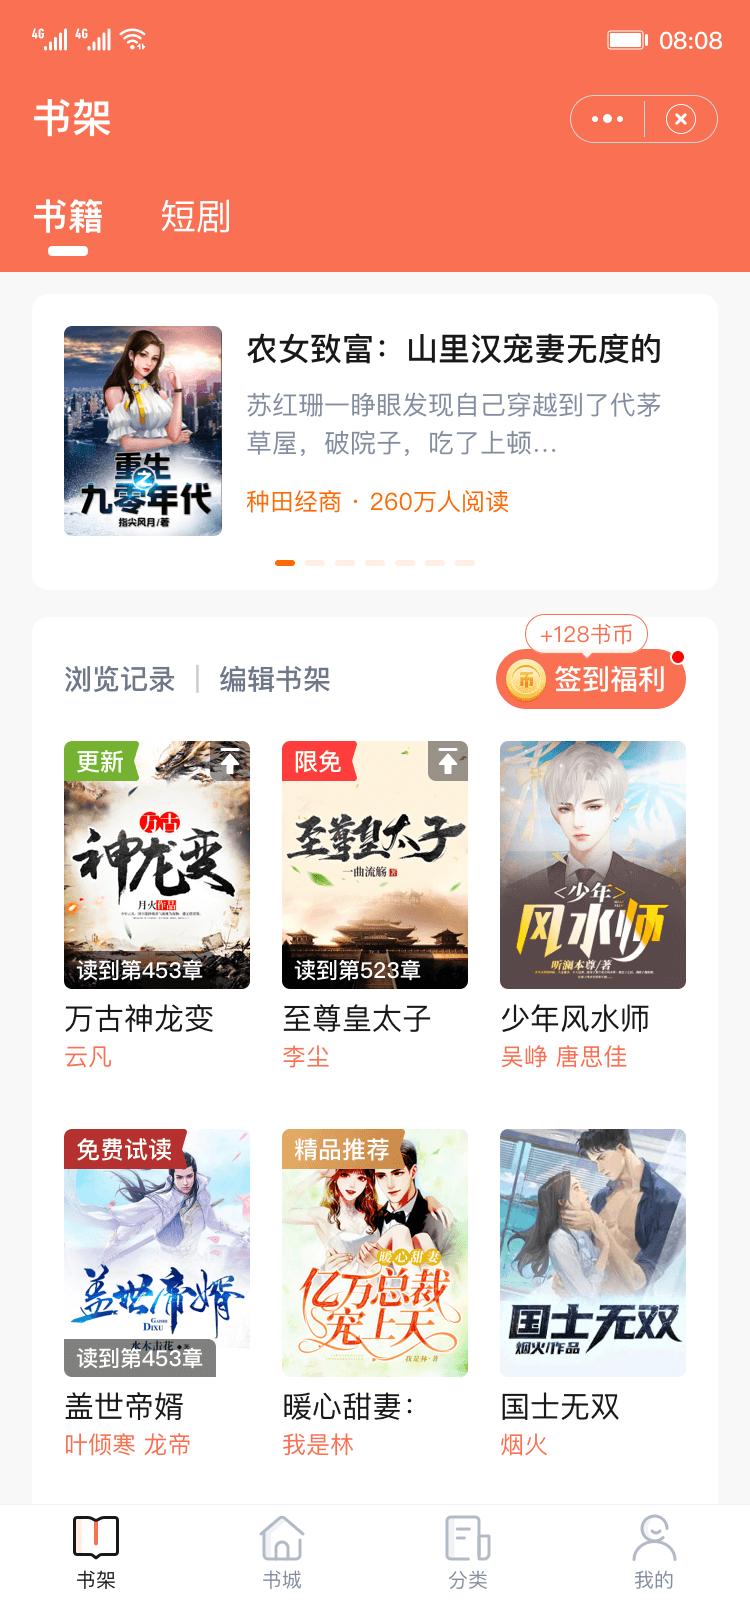 4G 4G 08:08
书架
书籍 短剧
农女致富：山里汉宠妻无度的
苏红珊一睁眼发现自己穿越到了代茅
草屋，破院子，吃了上顿...
种田经商 · 260万人阅读
重生
之
九零年代
指尖风月/著
+128书币
浏览记录 | 编辑书架
币 签到福利
更新
万古
神龙变
月火作品
读到第453章
限免
至尊皇太子
一曲流觞 著
读到第523章
<少年>
风水师
听澜本尊/著
万古神龙变 至尊皇太子 少年风水师
云凡 李尘 吴峥 唐思佳
免费试读
盖世帝婿
GAISHI
DIXU
读到第453章
精品推荐
暖心甜妻
亿万总裁
宠上天
我是林·著
国士无双
烟火/作品
盖世帝婿 暖心甜妻： 国士无双
叶倾寒 龙帝 我是林 烟火
书架 书城 分类 我的